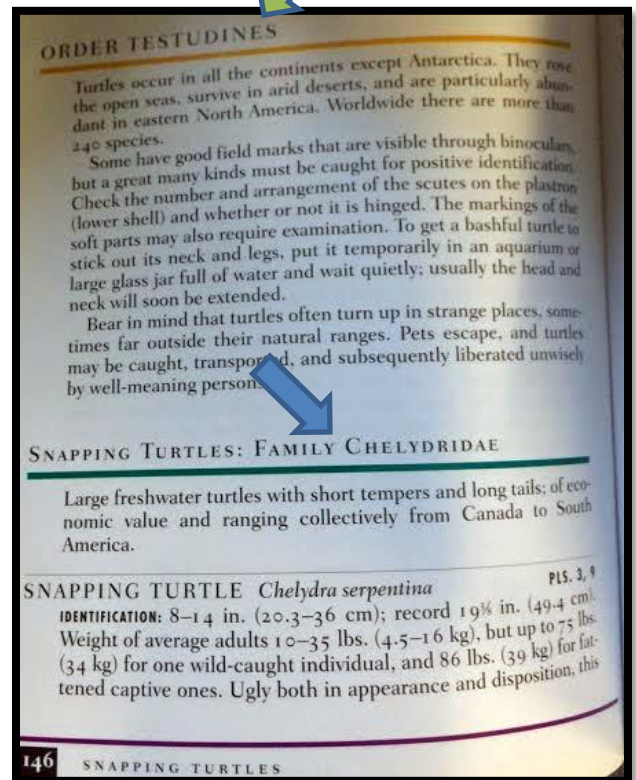 ORDER TESTUDINES
Turtles occur in all the continents except Antarctica. They rove
the open seas, survive in arid deserts, and are particularly abun-
dant in eastern North America. Worldwide there are more than
240 species.
Some have good field marks that are visible through binoculars,
but a great many kinds must be caught for positive identification.
Check the number and arrangement of the scutes on the plastron
(lower shell) and whether or not it is hinged. The markings of the
soft parts may also require examination. To get a bashful turtle to
stick out its neck and legs, put it temporarily in an aquarium or
large glass jar full of water and wait quietly; usually the head and
neck will soon be extended.
Bear in mind that turtles often turn up in strange places, some-
times far outside their natural ranges. Pets escape, and turtles
may be caught, transported, and subsequently liberated unwisely
by well-meaning persons.
SNAPPING TURTLES: FAMILY CHELYDRIDAE
Large freshwater turtles with short tempers and long tails; of eco-
nomic value and ranging collectively from Canada to South
America.
SNAPPING TURTLE Chelydra serpentina PLS. 3, 9
IDENTIFICATION: 8–14 in. (20.3–36 cm); record 19⅜ in. (49.4 cm).
Weight of average adults 10–35 lbs. (4.5–16 kg), but up to 75 lbs.
(34 kg) for one wild-caught individual, and 86 lbs. (39 kg) for fat-
tened captive ones. Ugly both in appearance and disposition, this
146 SNAPPING TURTLES